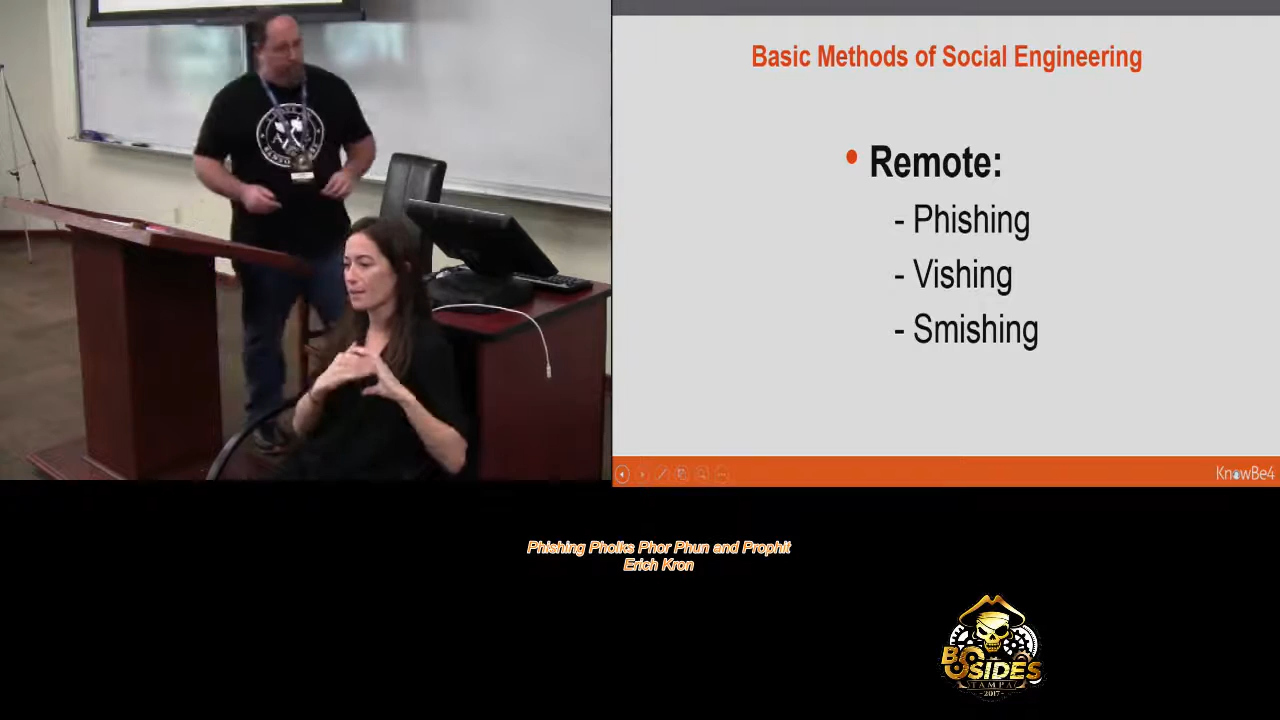 Basic Methods of Social Engineering
• Remote:
- Phishing
- Vishing
- Smishing
KnowBe4
Phishing Pholks Phor Phun and Prophit
Erich Kron
BSIDES
TAMPA
2017